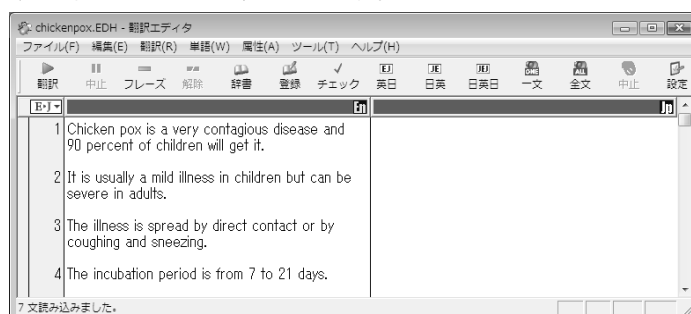 chickenpox.EDH - 翻訳エディタ
ファイル(F) 編集(E) 翻訳(R) 単語(W) 属性(A) ツール(T) ヘルプ(H)
翻訳 中止 フレーズ 解除 辞書 登録 チェック 英日 日英 日英日 一文 全文 中止 設定
E▸J
1 Chicken pox is a very contagious disease and
90 percent of children will get it.
2 It is usually a mild illness in children but can be
severe in adults.
3 The illness is spread by direct contact or by
coughing and sneezing.
4 The incubation period is from 7 to 21 days.
7 文読み込みました。